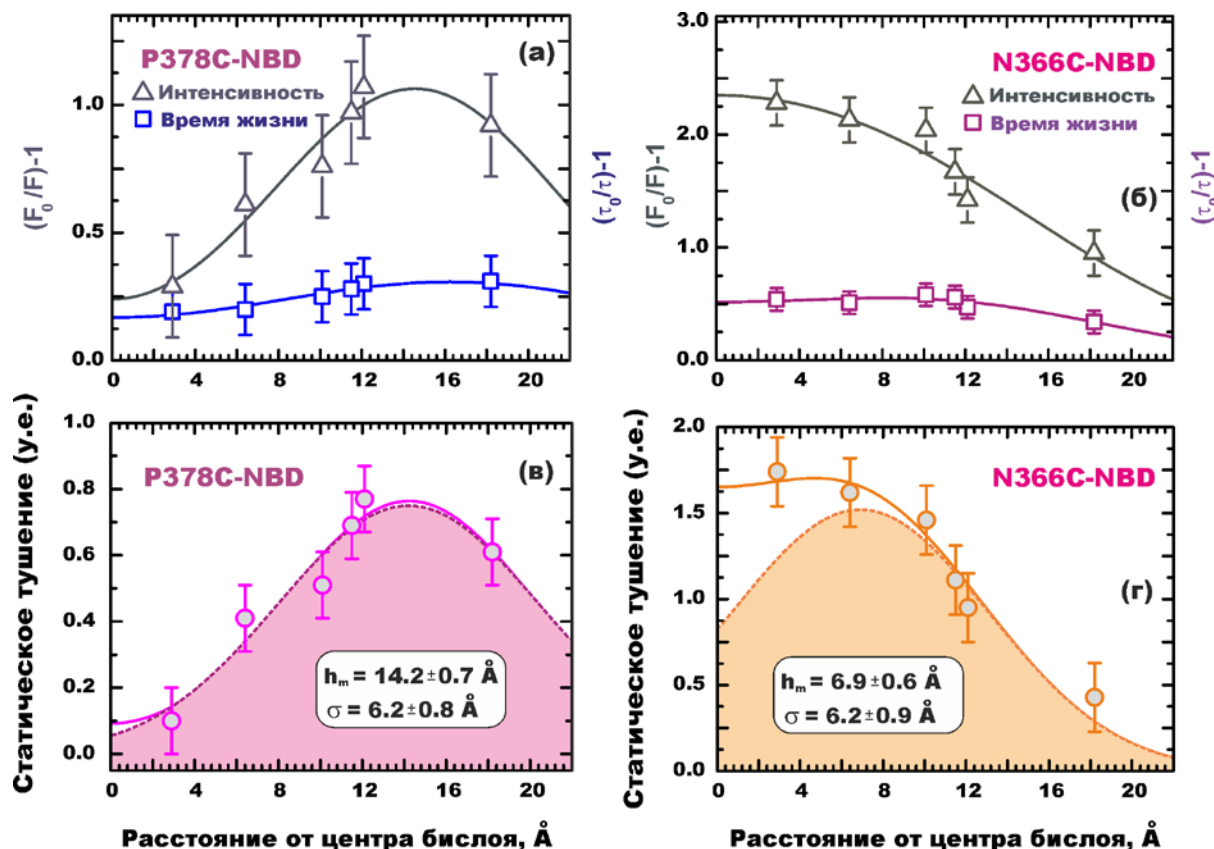 P378C-NBD
(а)
Интенсивность
Время жизни
(F₀/F)-1
(τ₀/τ)-1
0.0
0.5
1.0
0 4 8 12 16 20
N366C-NBD
(б)
Интенсивность
Время жизни
(F₀/F)-1
(τ₀/τ)-1
0.0
1.0
2.0
3.0
0 4 8 12 16 20
P378C-NBD
(в)
Статическое тушение (у.е.)
0.0
0.2
0.4
0.6
0.8
1.0
hₘ = 14.2±0.7 Å
σ = 6.2±0.8 Å
0 4 8 12 16 20
Расстояние от центра бислоя, Å
N366C-NBD
(г)
Статическое тушение (у.е.)
0.0
0.5
1.0
1.5
2.0
hₘ = 6.9±0.6 Å
σ = 6.2±0.9 Å
0 4 8 12 16 20
Расстояние от центра бислоя, Å